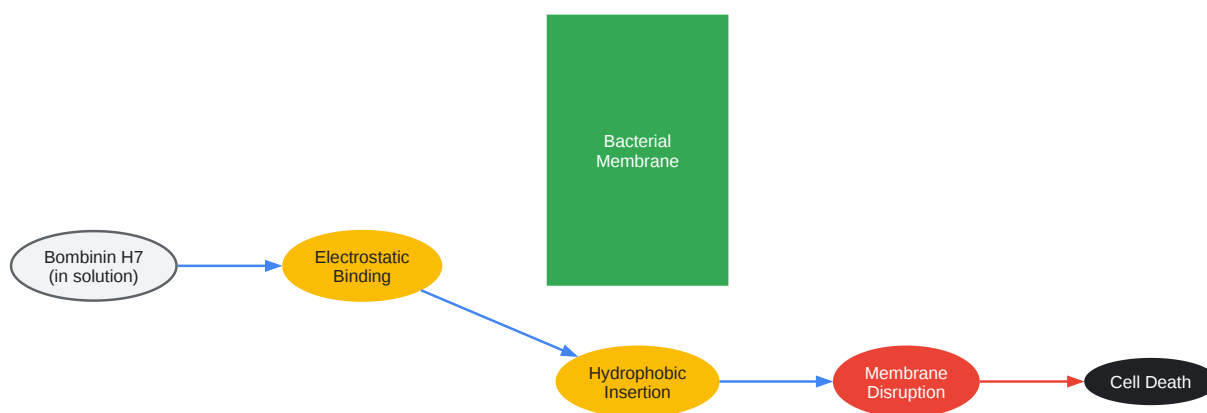 Bacterial
Membrane
Bombinin H7
(in solution)
Electrostatic
Binding
Hydrophobic
Insertion
Membrane
Disruption
Cell Death